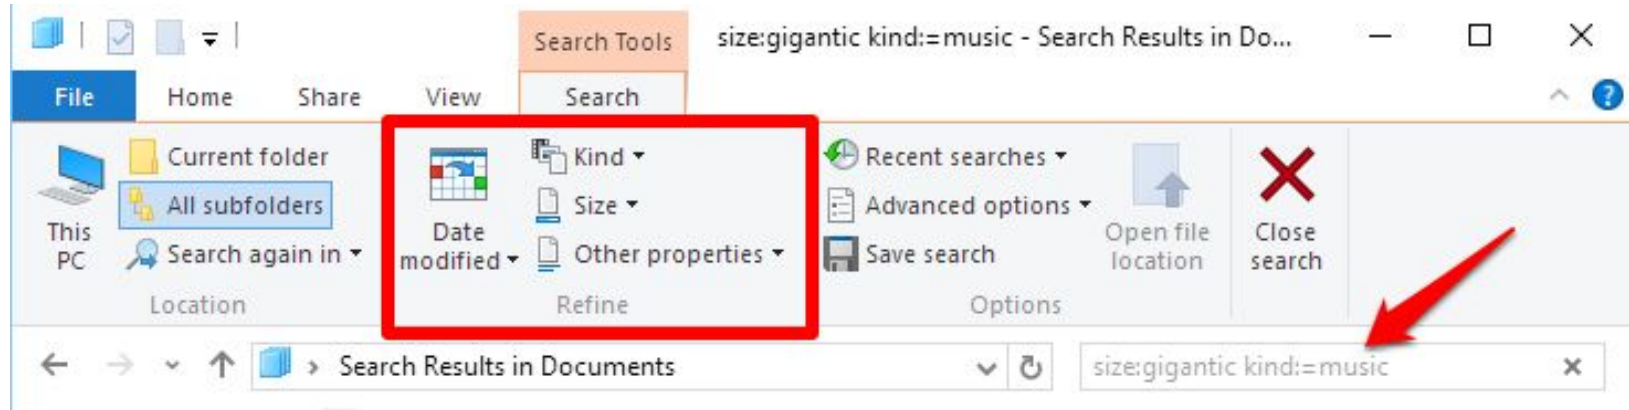 Search Tools
size:gigantic kind:=music - Search Results in Do...
File
Home
Share
View
Search
This
PC
Current folder
All subfolders
Search again in
Location
Date
modified
Kind
Size
Other properties
Refine
Recent searches
Advanced options
Save search
Open file
location
Options
Close
search
Search Results in Documents
size:gigantic kind:=music